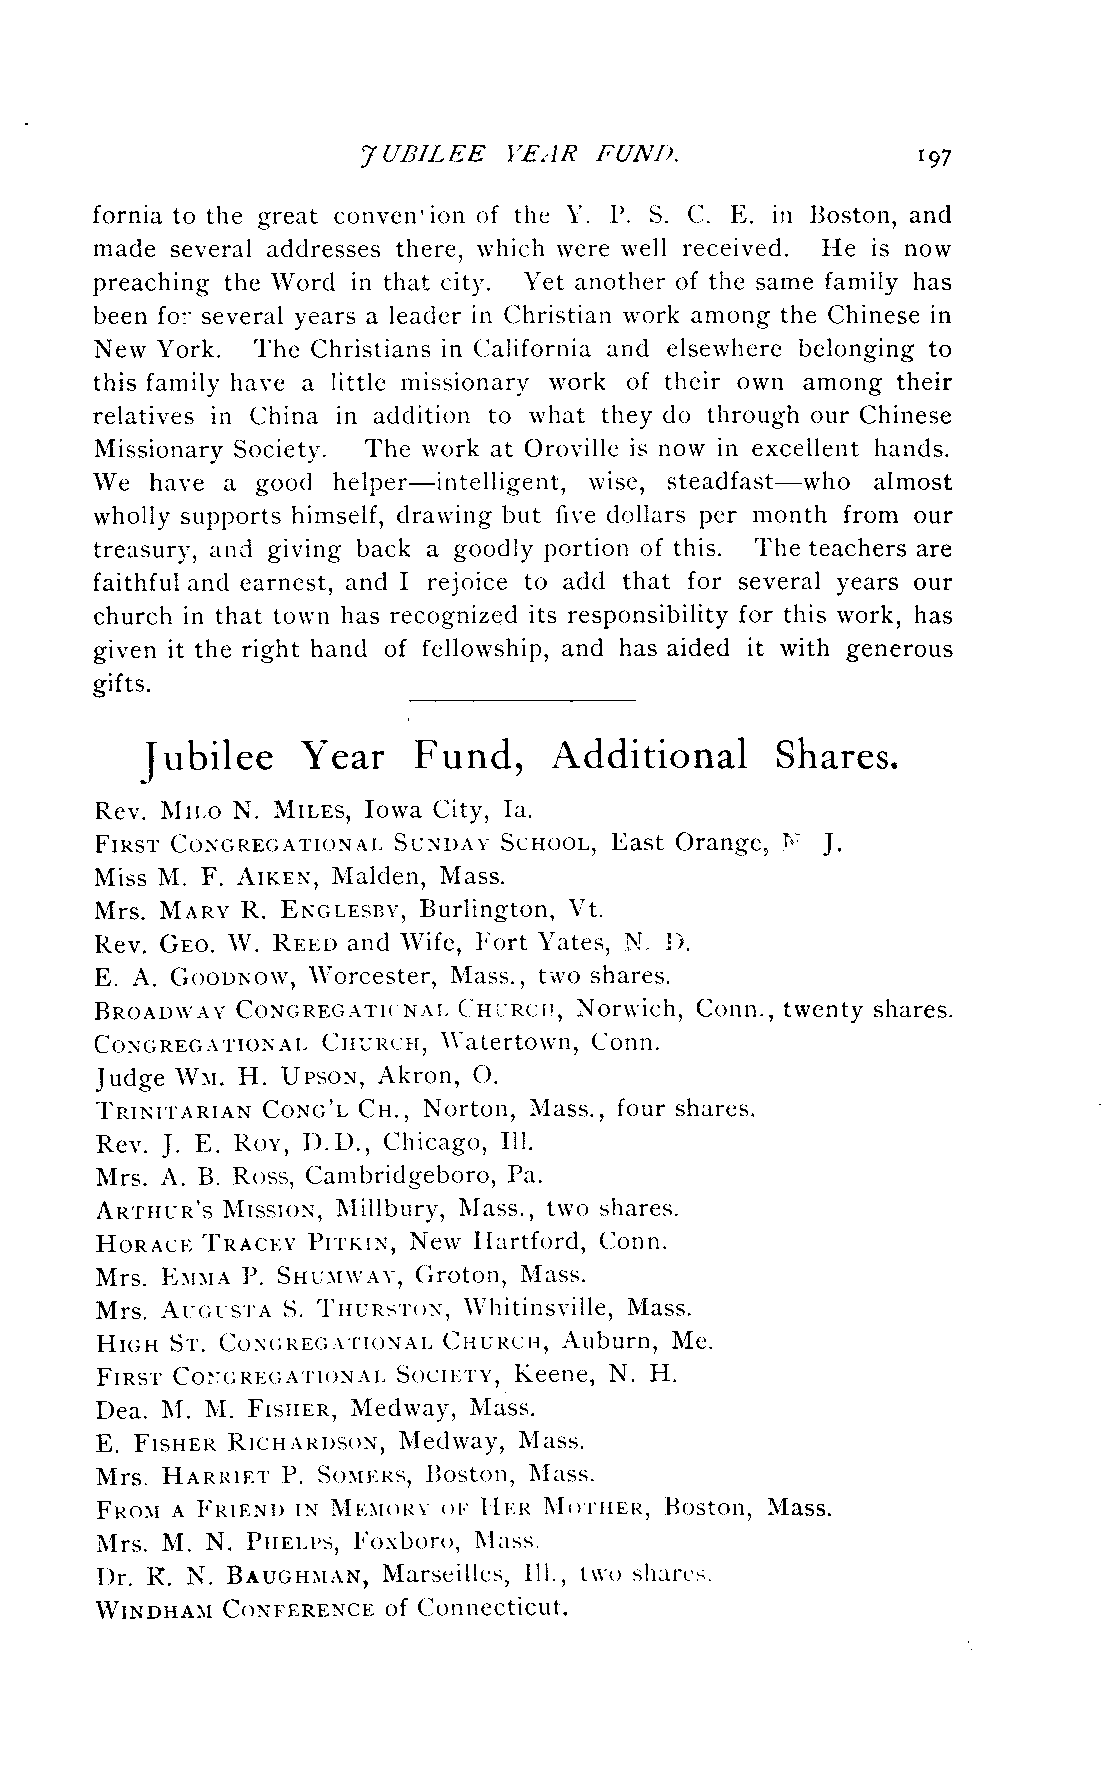 JUBILEE YEAR FUND. 197
fornia to the great convention of the Y. P. S. C. E. in Boston, and
made several addresses there, which were well received. He is now
preaching the Word in that city. Yet another of the same family has
been for several years a leader in Christian work among the Chinese in
New York. The Christians in California and elsewhere belonging to
this family have a little missionary work of their own among their
relatives in China in addition to what they do through our Chinese
Missionary Society. The work at Oroville is now in excellent hands.
We have a good helper—intelligent, wise, steadfast—who almost
wholly supports himself, drawing but five dollars per month from our
treasury, and giving back a goodly portion of this. The teachers are
faithful and earnest, and I rejoice to add that for several years our
church in that town has recognized its responsibility for this work, has
given it the right hand of fellowship, and has aided it with generous
gifts.
Jubilee Year Fund, Additional Shares.
Rev. MILO N. MILES, Iowa City, Ia.
FIRST CONGREGATIONAL SUNDAY SCHOOL, East Orange, N J.
Miss M. F. AIKEN, Malden, Mass.
Mrs. MARY R. ENGLESBY, Burlington, Vt.
Rev. GEO. W. REED and Wife, Fort Yates, N. D.
E. A. GOODNOW, Worcester, Mass., two shares.
BROADWAY CONGREGATIONAL CHURCH, Norwich, Conn., twenty shares.
CONGREGATIONAL CHURCH, Watertown, Conn.
Judge WM. H. UPSON, Akron, O.
TRINITARIAN CONG'L CH., Norton, Mass., four shares.
Rev. J. E. ROY, D.D., Chicago, Ill.
Mrs. A. B. ROSS, Cambridgeboro, Pa.
ARTHUR'S MISSION, Millbury, Mass., two shares.
HORACE TRACEY PITKIN, New Hartford, Conn.
Mrs. EMMA P. SHUMWAY, Groton, Mass.
Mrs. AUGUSTA S. THURSTON, Whitinsville, Mass.
HIGH ST. CONGREGATIONAL CHURCH, Auburn, Me.
FIRST CONGREGATIONAL SOCIETY, Keene, N. H.
Dea. M. M. FISHER, Medway, Mass.
E. FISHER RICHARDSON, Medway, Mass.
Mrs. HARRIET P. SOMERS, Boston, Mass.
FROM A FRIEND IN MEMORY OF HER MOTHER, Boston, Mass.
Mrs. M. N. PHELPS, Foxboro, Mass.
Dr. R. N. BAUGHMAN, Marseilles, Ill., two shares.
WINDHAM CONFERENCE of Connecticut.